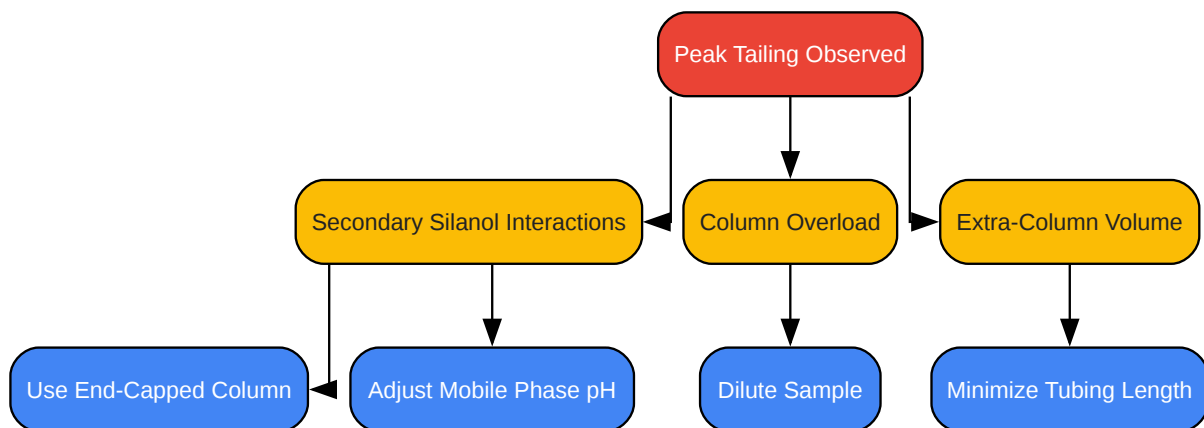 Peak Tailing Observed
Secondary Silanol Interactions
Column Overload
Extra-Column Volume
Use End-Capped Column
Adjust Mobile Phase pH
Dilute Sample
Minimize Tubing Length